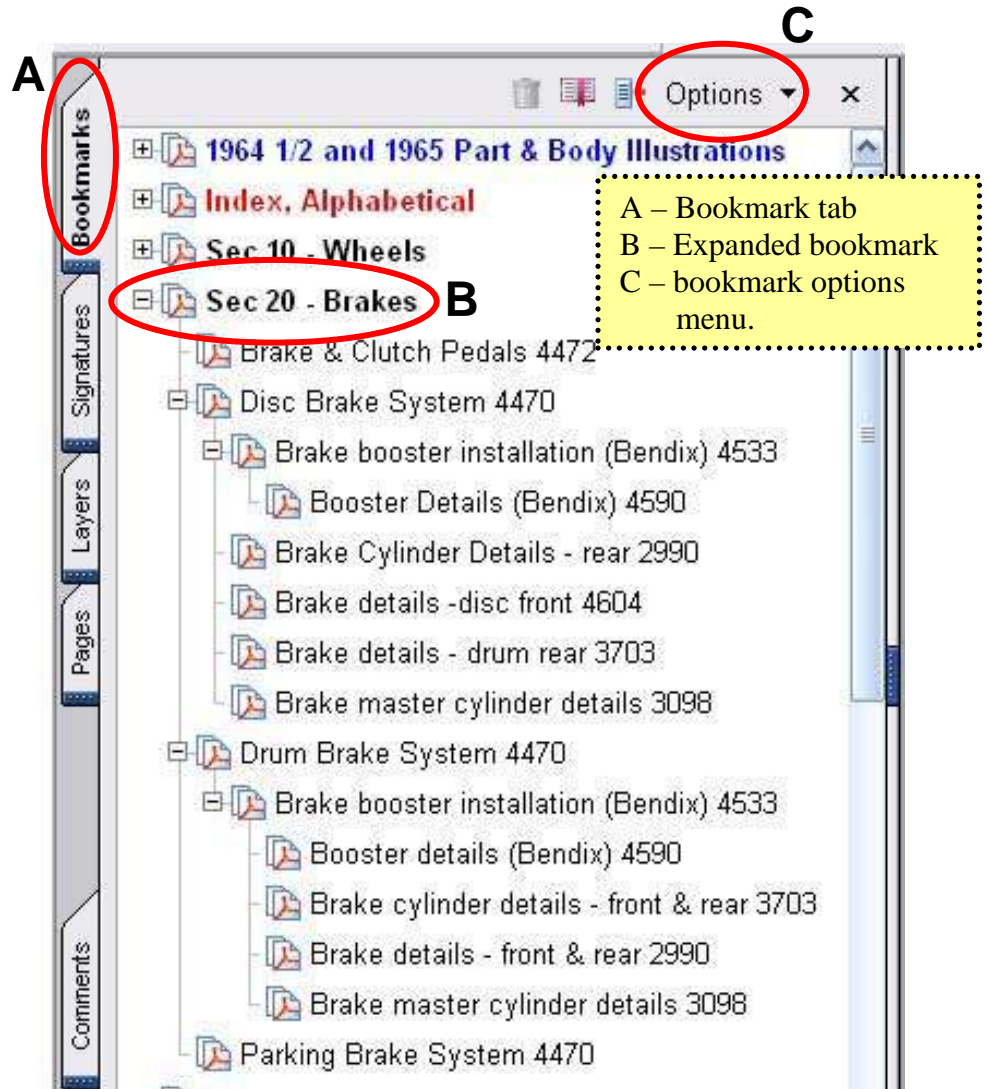 C
A
Options
Bookmarks
1964 1/2 and 1965 Part & Body Illustrations
Index, Alphabetical
A – Bookmark tab
B – Expanded bookmark
C – bookmark options
menu.
Sec 10 - Wheels
Sec 20 - Brakes
B
Brake & Clutch Pedals 4472
Signatures
Disc Brake System 4470
Brake booster installation (Bendix) 4533
Booster Details (Bendix) 4590
Layers
Brake Cylinder Details - rear 2990
Brake details -disc front 4604
Pages
Brake details - drum rear 3703
Brake master cylinder details 3098
Drum Brake System 4470
Brake booster installation (Bendix) 4533
Booster details (Bendix) 4590
Brake cylinder details - front & rear 3703
Brake details - front & rear 2990
Comments
Brake master cylinder details 3098
Parking Brake System 4470